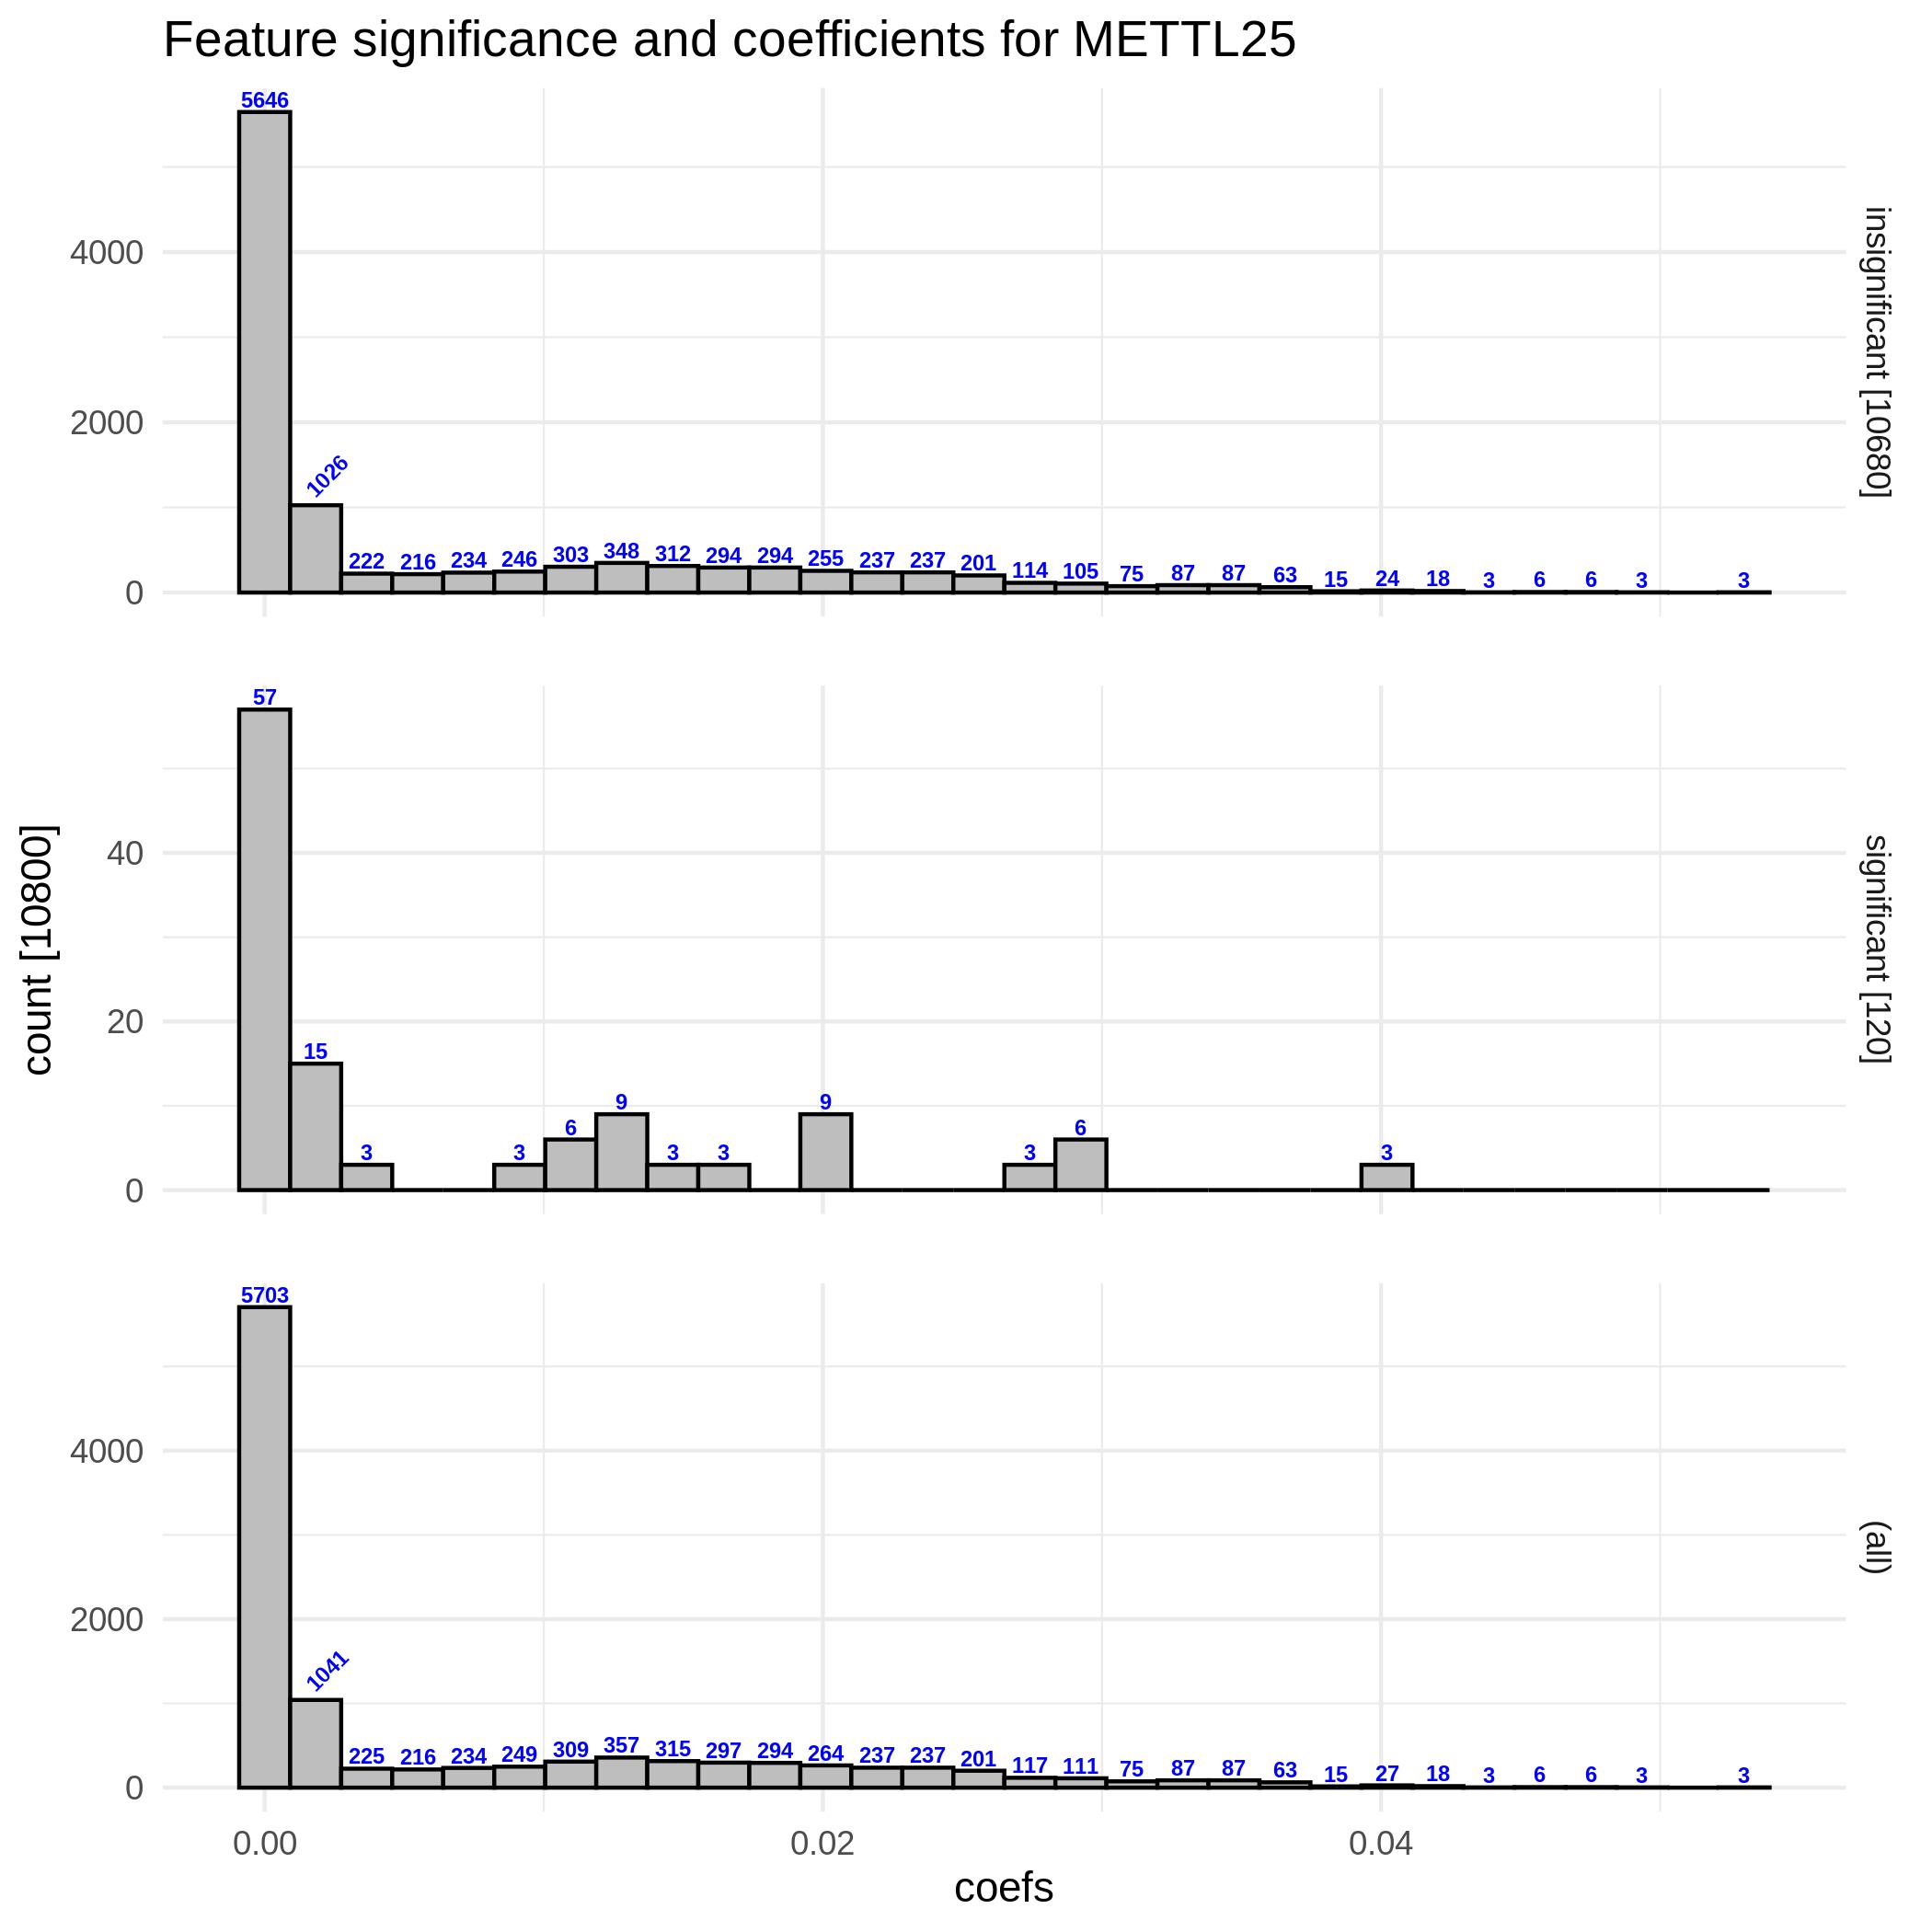 Feature significance and coefficients for METTL25
5646
1026
222 216 234 246 303 348 312 294 294 255 237 237 201 114 105 75 87 87 63 15 24 18 3 6 6 3 3
4000
2000
0
insignificant [10680]
57
15
3 3 6 9 3 3 9 3 6 3
40
20
0
significant [120]
count [10800]
5703
1041
225 216 234 249 309 357 315 297 294 264 237 237 201 117 111 75 87 87 63 15 27 18 3 6 6 3 3
4000
2000
0
(all)
0.00 0.02 0.04
coefs